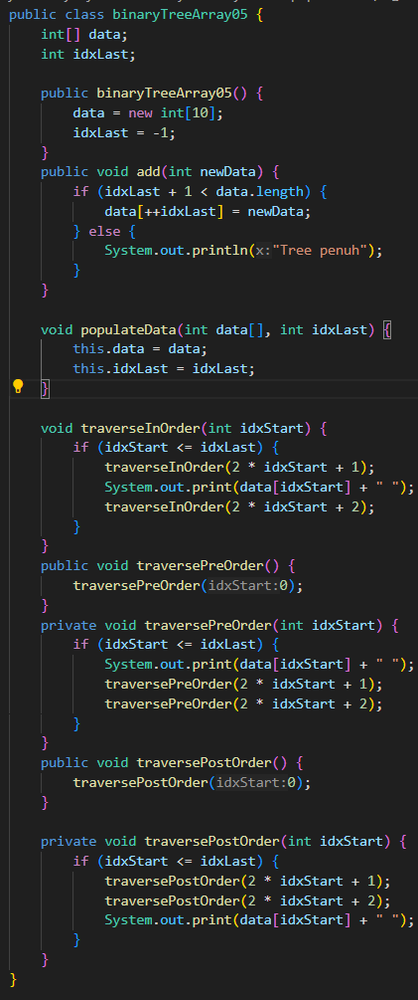 public class binaryTreeArray05 {
    int[] data;
    int idxLast;

    public binaryTreeArray05() {
        data = new int[10];
        idxLast = -1;
    }
    public void add(int newData) {
        if (idxLast + 1 < data.length) {
            data[++idxLast] = newData;
        } else {
            System.out.println(x:"Tree penuh");
        }
    }

    void populateData(int data[], int idxLast) {
        this.data = data;
        this.idxLast = idxLast;
    }

    void traverseInOrder(int idxStart) {
        if (idxStart <= idxLast) {
            traverseInOrder(2 * idxStart + 1);
            System.out.print(data[idxStart] + " ");
            traverseInOrder(2 * idxStart + 2);
        }
    }
    public void traversePreOrder() {
        traversePreOrder(idxStart:0);
    }
    private void traversePreOrder(int idxStart) {
        if (idxStart <= idxLast) {
            System.out.print(data[idxStart] + " ");
            traversePreOrder(2 * idxStart + 1);
            traversePreOrder(2 * idxStart + 2);
        }
    }
    public void traversePostOrder() {
        traversePostOrder(idxStart:0);
    }

    private void traversePostOrder(int idxStart) {
        if (idxStart <= idxLast) {
            traversePostOrder(2 * idxStart + 1);
            traversePostOrder(2 * idxStart + 2);
            System.out.print(data[idxStart] + " ");
        }
    }
}